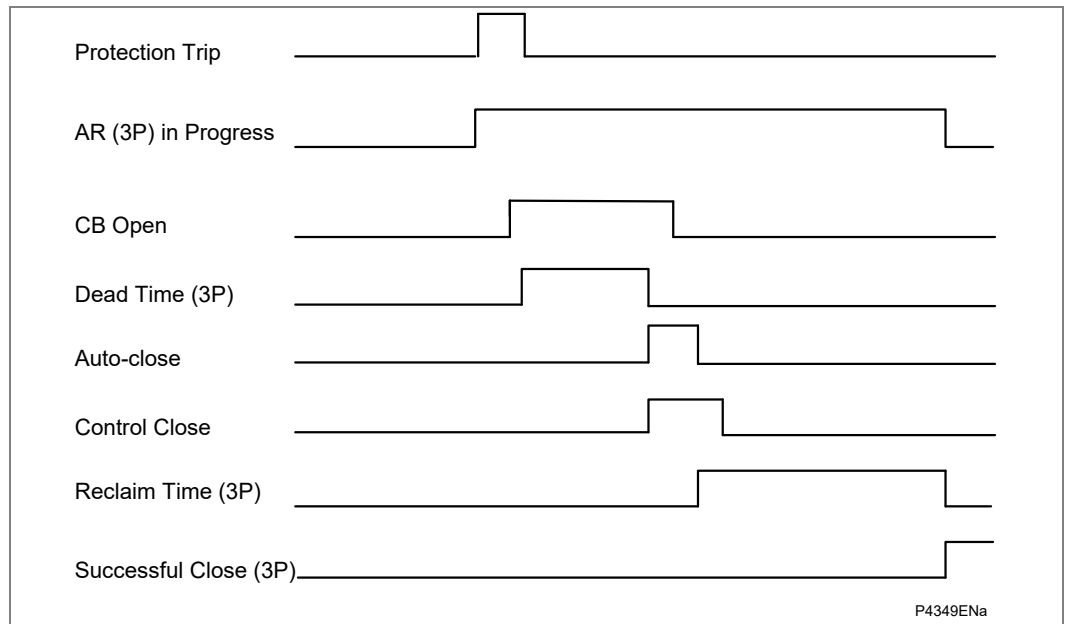 Protection Trip
AR (3P) in Progress
CB Open
Dead Time (3P)
Auto-close
Control Close
Reclaim Time (3P)
Successful Close (3P)
P4349ENa